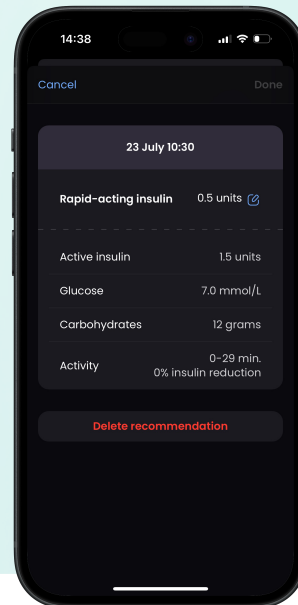 14:38
Cancel Done
23 July 10:30
Rapid-acting insulin 0.5 units
Active insulin 1.5 units
Glucose 7.0 mmol/L
Carbohydrates 12 grams
Activity 0-29 min.
0% insulin reduction
Delete recommendation